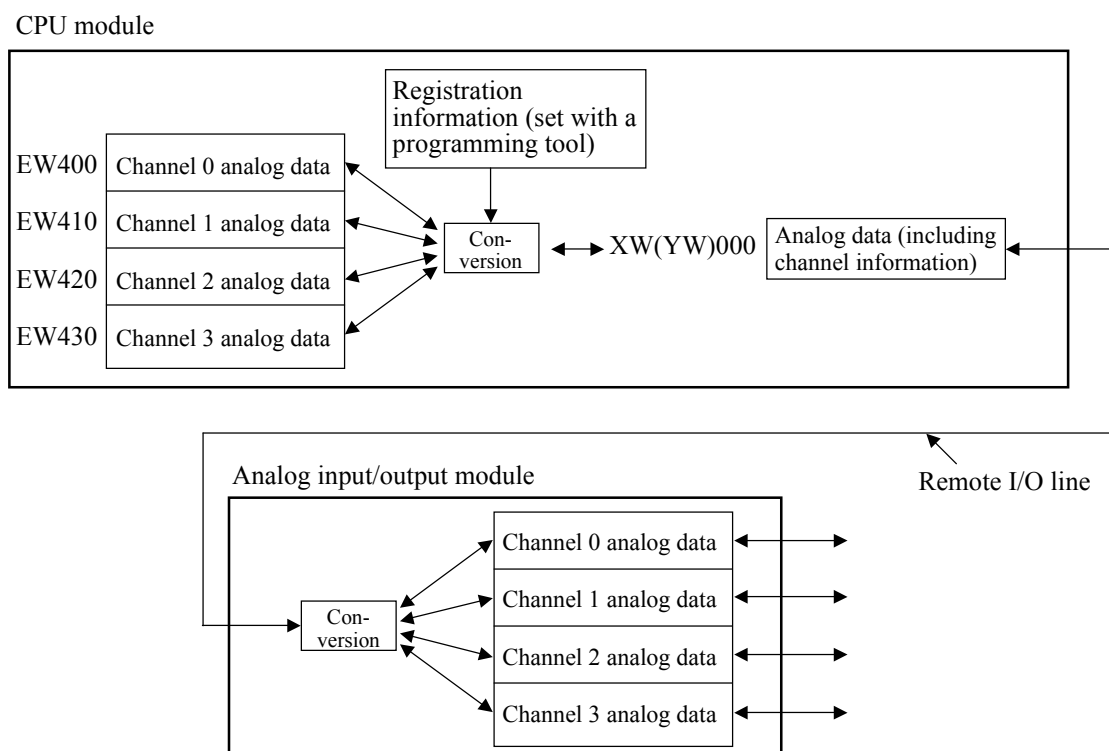 CPU module
Registration
information (set with a
programming tool)
EW400 Channel 0 analog data
EW410 Channel 1 analog data
EW420 Channel 2 analog data
EW430 Channel 3 analog data
Con-
version
XW(YW)000
Analog data (including
channel information)
Remote I/O line
Analog input/output module
Con-
version
Channel 0 analog data
Channel 1 analog data
Channel 2 analog data
Channel 3 analog data